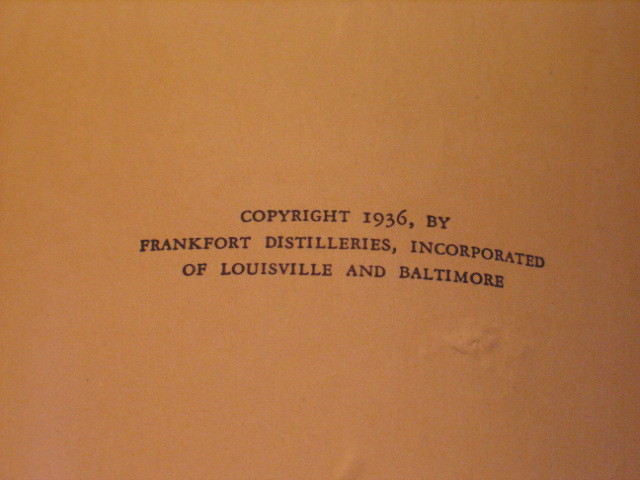 COPYRIGHT 1936, BY
FRANKFORT DISTILLERIES, INCORPORATED
OF LOUISVILLE AND BALTIMORE